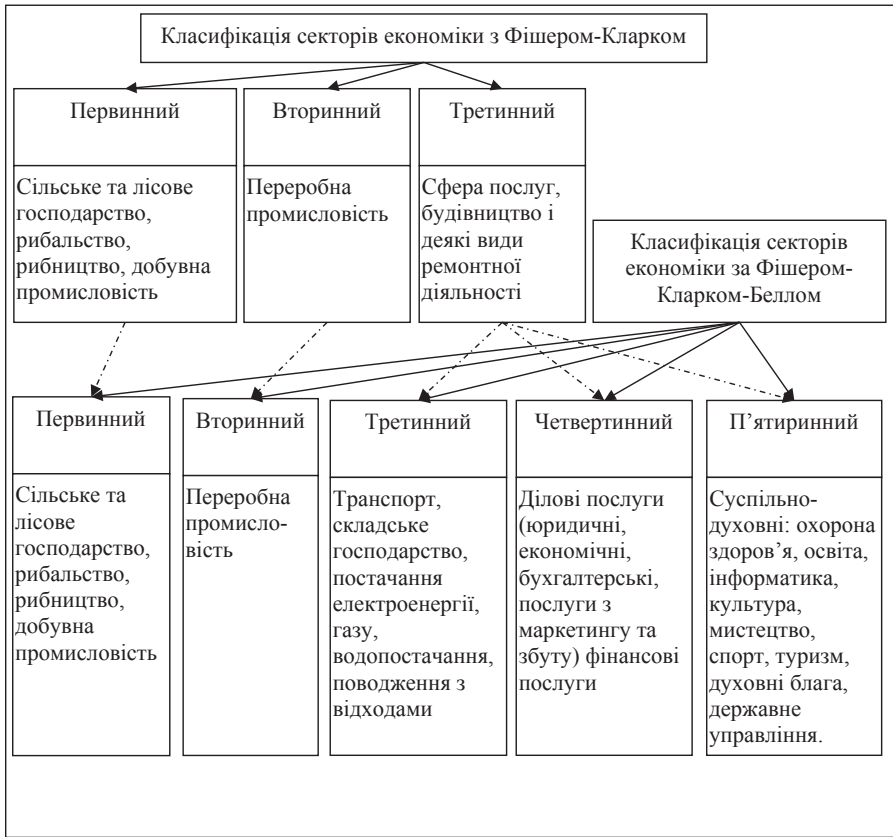 Класифікація секторів економіки з Фішером-Кларком
Первинний
Сільське та лісове
господарство,
рибальство,
рибництво, добувна
промисловість
Вторинний
Переробна
промисловість
Третинний
Сфера послуг,
будівництво і
деякі види
ремонтної
діяльності
Класифікація секторів
економіки за Фішером-
Кларком-Беллом
Первинний
Сільське та
лісове
господарство,
рибальство,
рибництво,
добувна
промисловість
Вторинний
Переробна
промисло-
вість
Третинний
Транспорт,
складське
господарство,
постачання
електроенергії,
газу,
водопостачання,
поводження з
відходами
Четвертинний
Ділові послуги
(юридичні,
економічні,
бухгалтерські,
послуги з
маркетингу та
збуту) фінансові
послуги
П’ятиринний
Суспільно-
духовні: охорона
здоров’я, освіта,
інформатика,
культура,
мистецтво,
спорт, туризм,
духовні блага,
державне
управління.